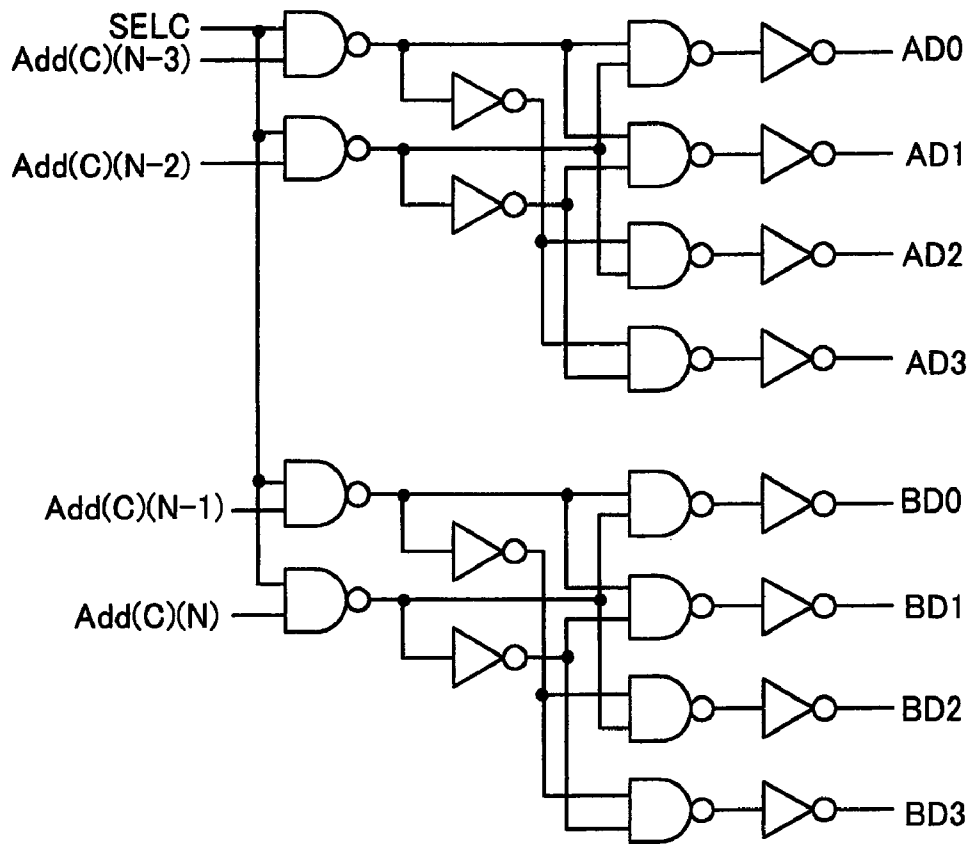 SELC
Add(C)(N-3)
Add(C)(N-2)
Add(C)(N-1)
Add(C)(N)
AD0
AD1
AD2
AD3
BD0
BD1
BD2
BD3